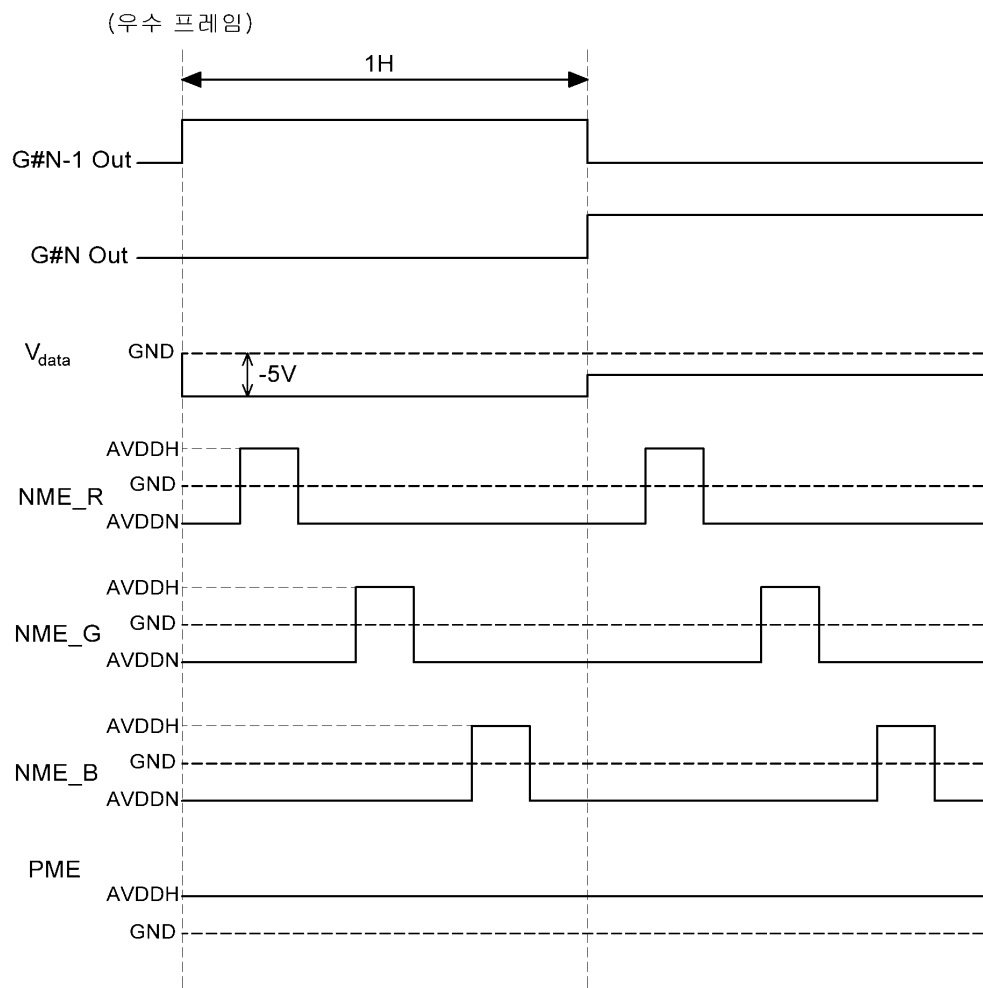 (우수 프레임)
1H
G#N-1 Out
G#N Out
Vdata GND
-5V
AVDDH
NME_R GND
AVDDN
AVDDH
NME_G GND
AVDDN
AVDDH
NME_B GND
AVDDN
PME
AVDDH
GND